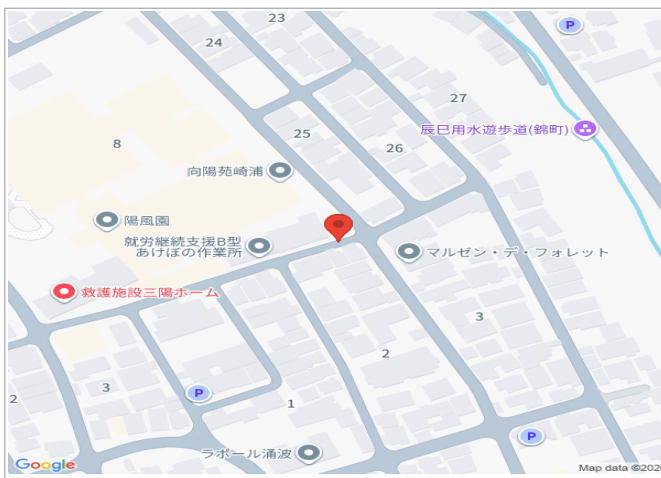 23
P
24
27
辰巳用水遊歩道(錦町)
8
25
26
向陽苑崎浦
陽風園
就労継続支援B型
あけぼの作業所
マルゼン・デ・フォレット
救護施設三陽ホーム
3
2
3
2
P
1
P
ラポール涌波
Google
Map data ©202